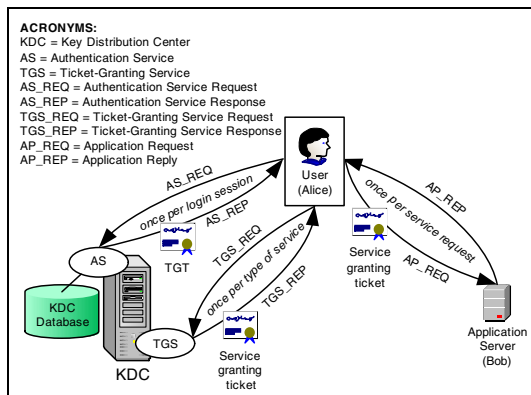 ACRONYMS:
KDC = Key Distribution Center
AS = Authentication Service
TGS = Ticket-Granting Service
AS_REQ = Authentication Service Request
AS_REP = Authentication Service Response
TGS_REQ = Ticket-Granting Service Request
TGS_REP = Ticket-Granting Service Response
AP_REQ = Application Request
AP_REP = Application Reply
User
(Alice)
AS_REQ
once per login session
AS_REP
TGT
TGS_REQ
once per type of service
TGS_REP
Service
granting
ticket
AP_REP
once per service request
AP_REQ
Service
granting
ticket
AS
KDC
Database
TGS
KDC
Application
Server
(Bob)